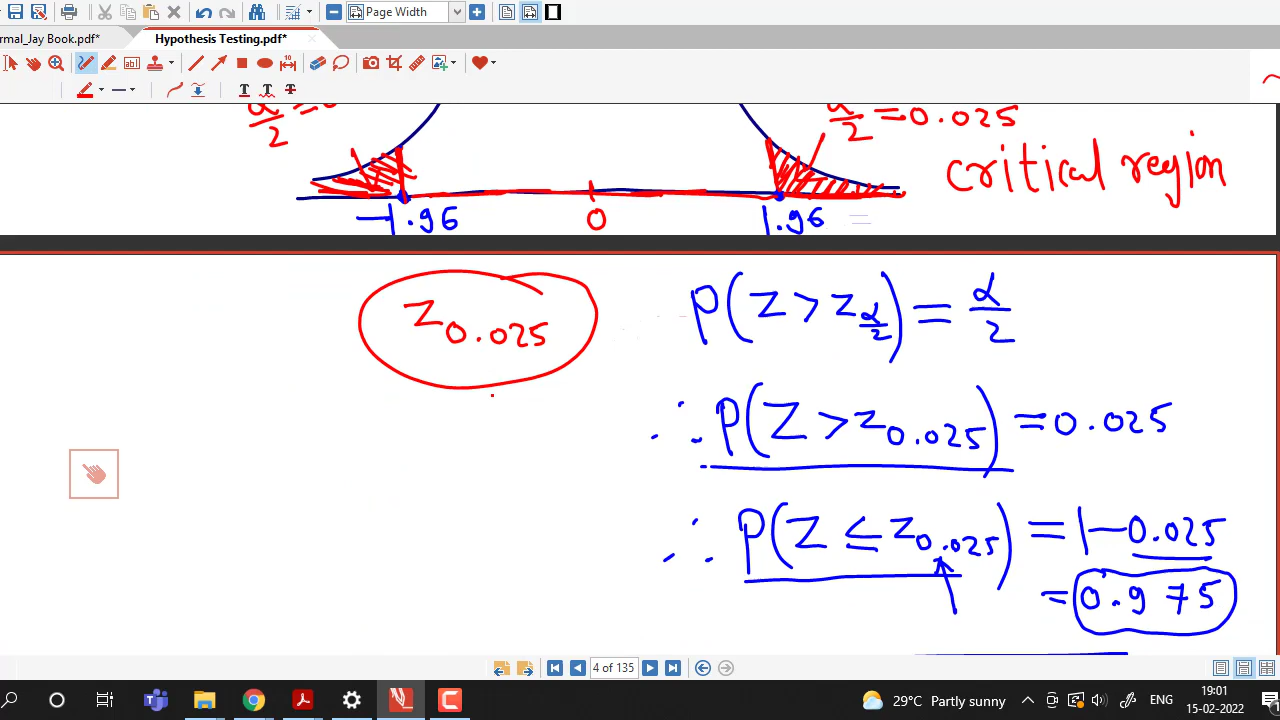 Page Width
rmal_Jay Book.pdf*
Hypothesis Testing.pdf*
α/2 = 0.025
critical region
-1.96
0
1.96
z0.025
P(Z > zα/2) = α/2
∴ P(Z > z0.025) = 0.025
∴ P(Z ≤ z0.025) = 1 - 0.025
= 0.975
4 of 135
29°C Partly sunny
ENG
19:01
15-02-2022